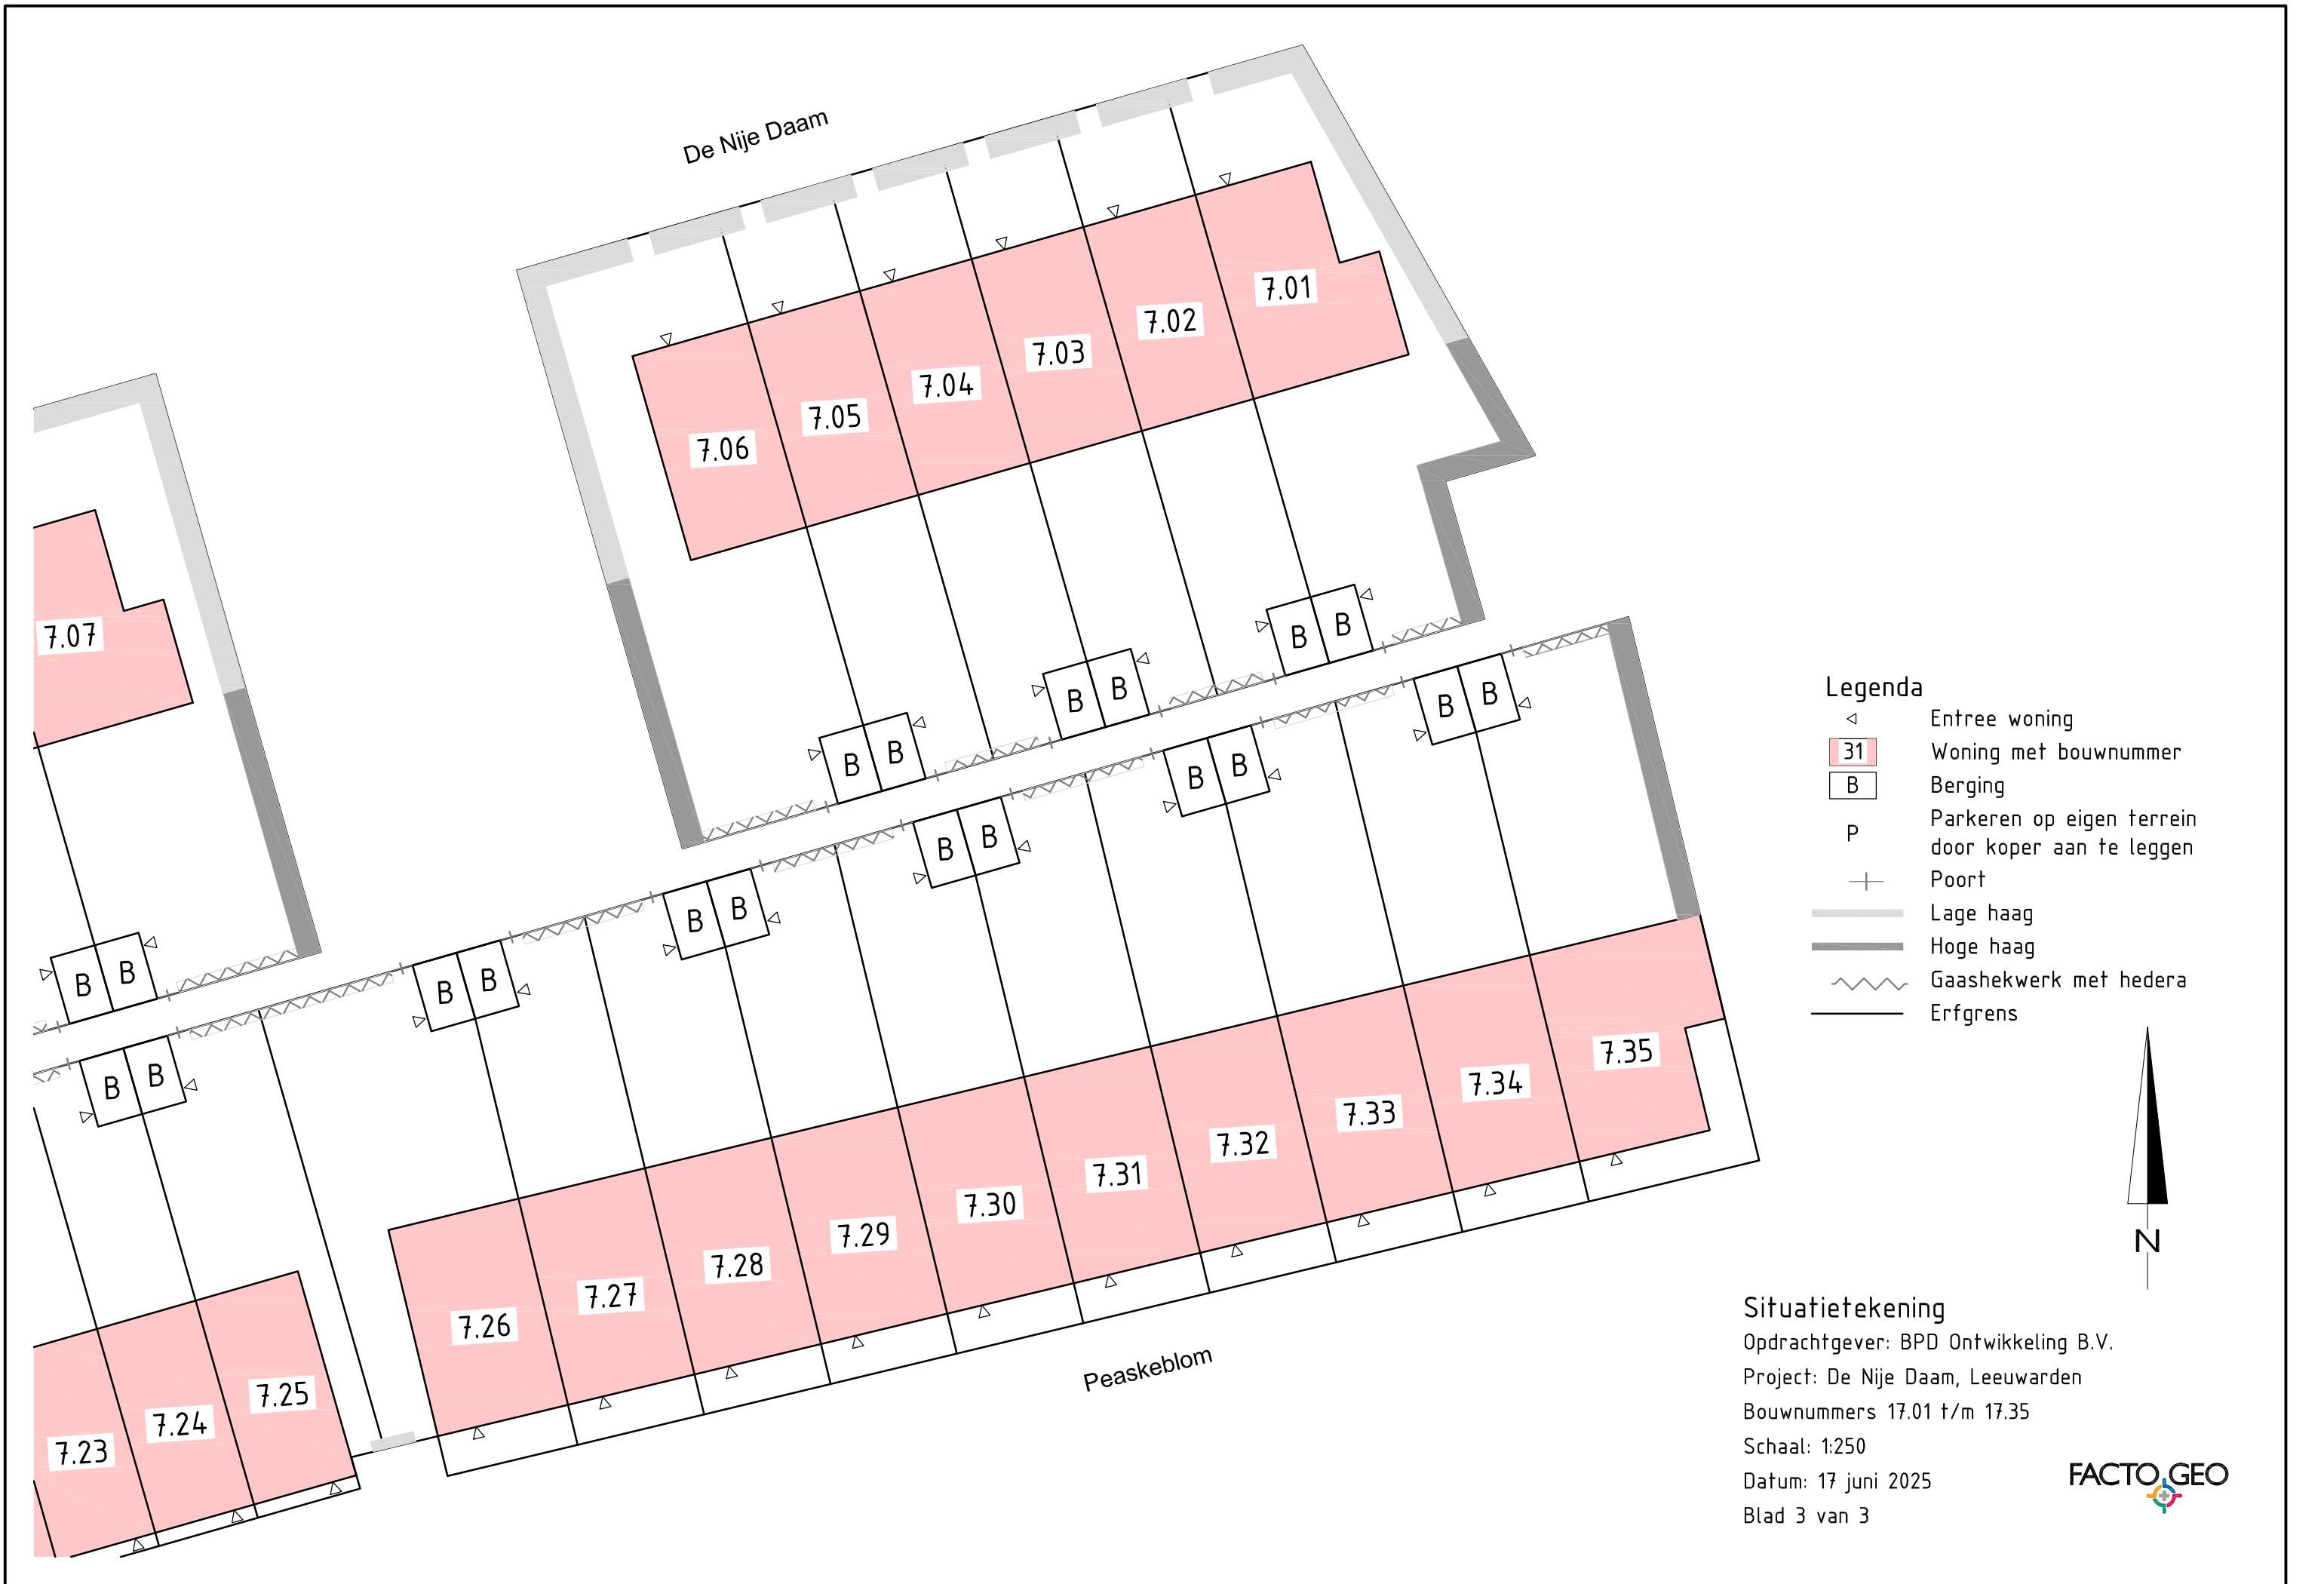 De Nije Daam
7.01
7.02
7.03
7.04
7.05
7.06
7.07
B B
B B
B B
B B
B B
B B
B B
B B
B B
B B
7.35
7.34
7.33
7.32
7.31
7.30
7.29
7.28
7.27
7.26
7.25
7.24
7.23
Peaskeblom
Legenda
Entree woning
31 Woning met bouwnummer
B Berging
P Parkeren op eigen terrein
door koper aan te leggen
Poort
Lage haag
Hoge haag
Gaashekwerk met hedera
Erfgrens
N
Situatietekening
Opdrachtgever: BPD Ontwikkeling B.V.
Project: De Nije Daam, Leeuwarden
Bouwnummers 17.01 t/m 17.35
Schaal: 1:250
Datum: 17 juni 2025
Blad 3 van 3
FACTO GEO